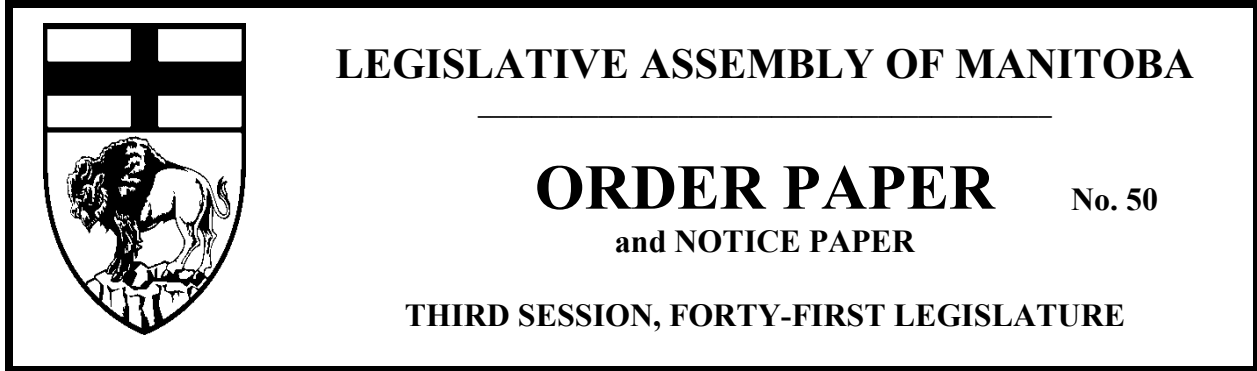 LEGISLATIVE ASSEMBLY OF MANITOBA
ORDER PAPER No. 50
and NOTICE PAPER
THIRD SESSION, FORTY-FIRST LEGISLATURE